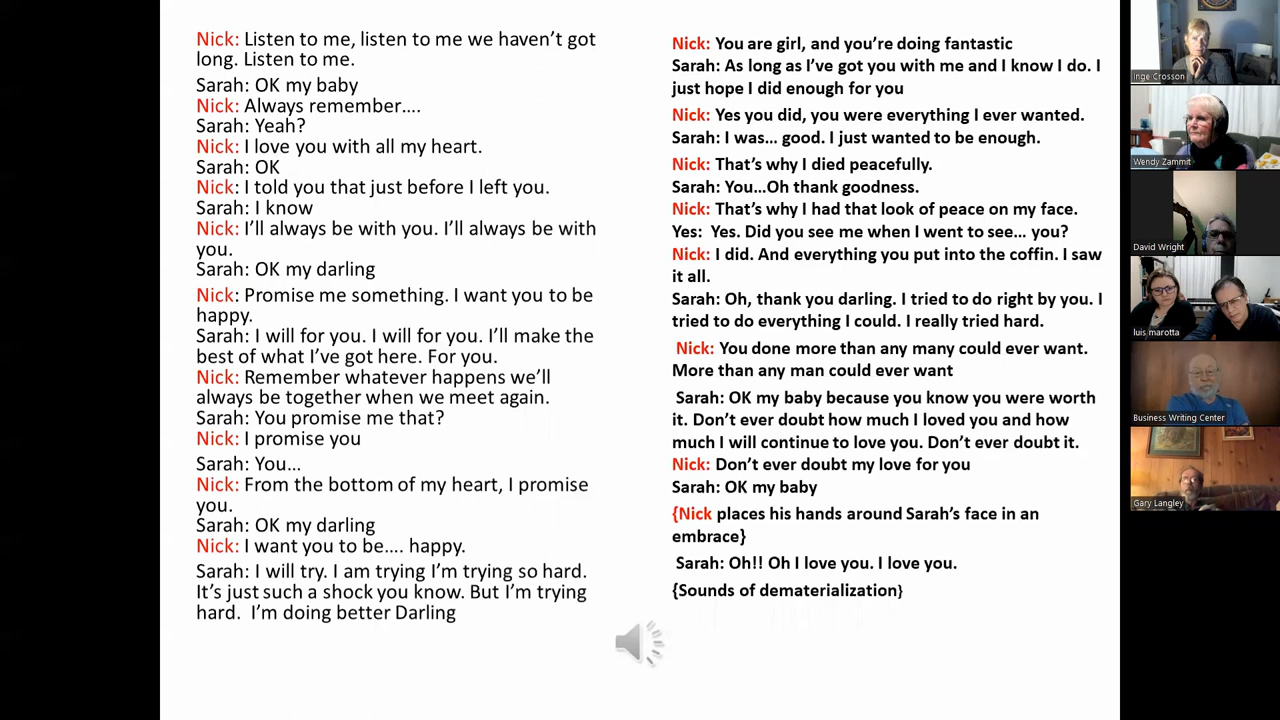 Nick: Listen to me, listen to me we haven't got
long. Listen to me.
Sarah: OK my baby
Nick: Always remember….
Sarah: Yeah?
Nick: I love you with all my heart.
Sarah: OK
Nick: I told you that just before I left you.
Sarah: I know
Nick: I'll always be with you. I'll always be with
you.
Sarah: OK my darling
Nick: Promise me something. I want you to be
happy.
Sarah: I will for you. I will for you. I'll make the
best of what I've got here. For you.
Nick: Remember whatever happens we'll
always be together when we meet again.
Sarah: You promise me that?
Nick: I promise you
Sarah: You…
Nick: From the bottom of my heart, I promise
you.
Sarah: OK my darling
Nick: I want you to be…. happy.
Sarah: I will try. I am trying I'm trying so hard.
It's just such a shock you know. But I'm trying
hard.  I'm doing better Darling
Nick: You are girl, and you're doing fantastic
Sarah: As long as I've got you with me and I know I do. I
just hope I did enough for you
Nick: Yes you did, you were everything I ever wanted.
Sarah: I was… good. I just wanted to be enough.
Nick: That's why I died peacefully.
Sarah: You…Oh thank goodness.
Nick: That's why I had that look of peace on my face.
Yes:  Yes. Did you see me when I went to see… you?
Nick: I did. And everything you put into the coffin. I saw
it all.
Sarah: Oh, thank you darling. I tried to do right by you. I
tried to do everything I could. I really tried hard.
Nick: You done more than any many could ever want.
More than any man could ever want
Sarah: OK my baby because you know you were worth
it. Don't ever doubt how much I loved you and how
much I will continue to love you. Don't ever doubt it.
Nick: Don't ever doubt my love for you
Sarah: OK my baby
{Nick places his hands around Sarah's face in an
embrace}
Sarah: Oh!! Oh I love you. I love you.
{Sounds of dematerialization}
Inge Crosson
Wendy Zammit
David Wright
luis marotta
Business Writing Center
Gary Langley